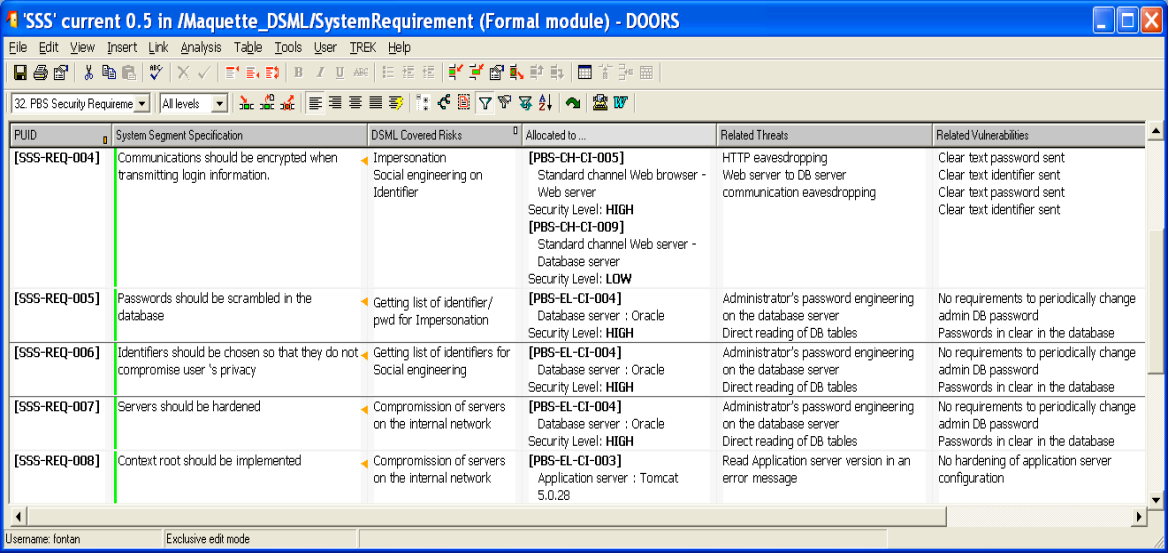 'SSS' current 0.5 in /Maquette_DSML/SystemRequirement (Formal module) - DOORS
File Edit View Insert Link Analysis Table Tools User TREK Help
32. PBS Security Requireme All levels
PUID System Segment Specification DSML Covered Risks Allocated to ... Related Threats Related Vulnerabilities
[SSS-REQ-004]
Communications should be encrypted when
transmitting login information.
Impersonation
Social engineering on
Identifier
[PBS-CH-CI-005]
Standard channel Web browser -
Web server
Security Level: HIGH
[PBS-CH-CI-009]
Standard channel Web server -
Database server
Security Level: LOW
HTTP eavesdropping
Web server to DB server
communication eavesdropping
Clear text password sent
Clear text identifier sent
Clear text password sent
Clear text identifier sent
[SSS-REQ-005]
Passwords should be scrambled in the
database
Getting list of identifier/
pwd for Impersonation
[PBS-EL-CI-004]
Database server : Oracle
Security Level: HIGH
Administrator's password engineering
on the database server
Direct reading of DB tables
No requirements to periodically change
admin DB password
Passwords in clear in the database
[SSS-REQ-006]
Identifiers should be chosen so that they do not
compromise user 's privacy
Getting list of identifiers for
Social engineering
[PBS-EL-CI-004]
Database server : Oracle
Security Level: HIGH
Administrator's password engineering
on the database server
Direct reading of DB tables
No requirements to periodically change
admin DB password
Passwords in clear in the database
[SSS-REQ-007]
Servers should be hardened
Compromission of servers
on the internal network
[PBS-EL-CI-004]
Database server : Oracle
Security Level: HIGH
Administrator's password engineering
on the database server
Direct reading of DB tables
No requirements to periodically change
admin DB password
Passwords in clear in the database
[SSS-REQ-008]
Context root should be implemented
Compromission of servers
on the internal network
[PBS-EL-CI-003]
Application server : Tomcat
5.0.28
Read Application server version in an
error message
No hardening of application server
configuration
Username: fontan Exclusive edit mode